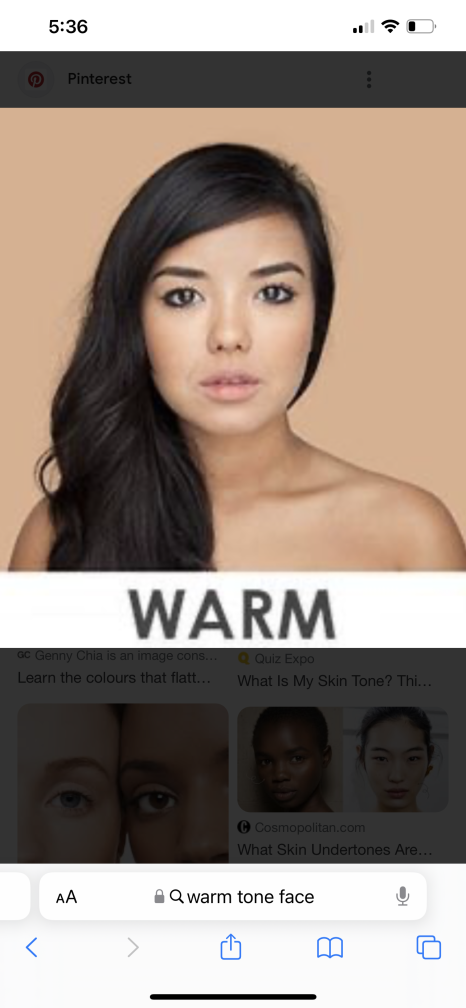 5:36
Pinterest
WARM
GC Genny Chia is an image cons...
Learn the colours that flatt...
Quiz Expo
What Is My Skin Tone? Thi...
Cosmopolitan.com
What Skin Undertones Are...
AA
warm tone face